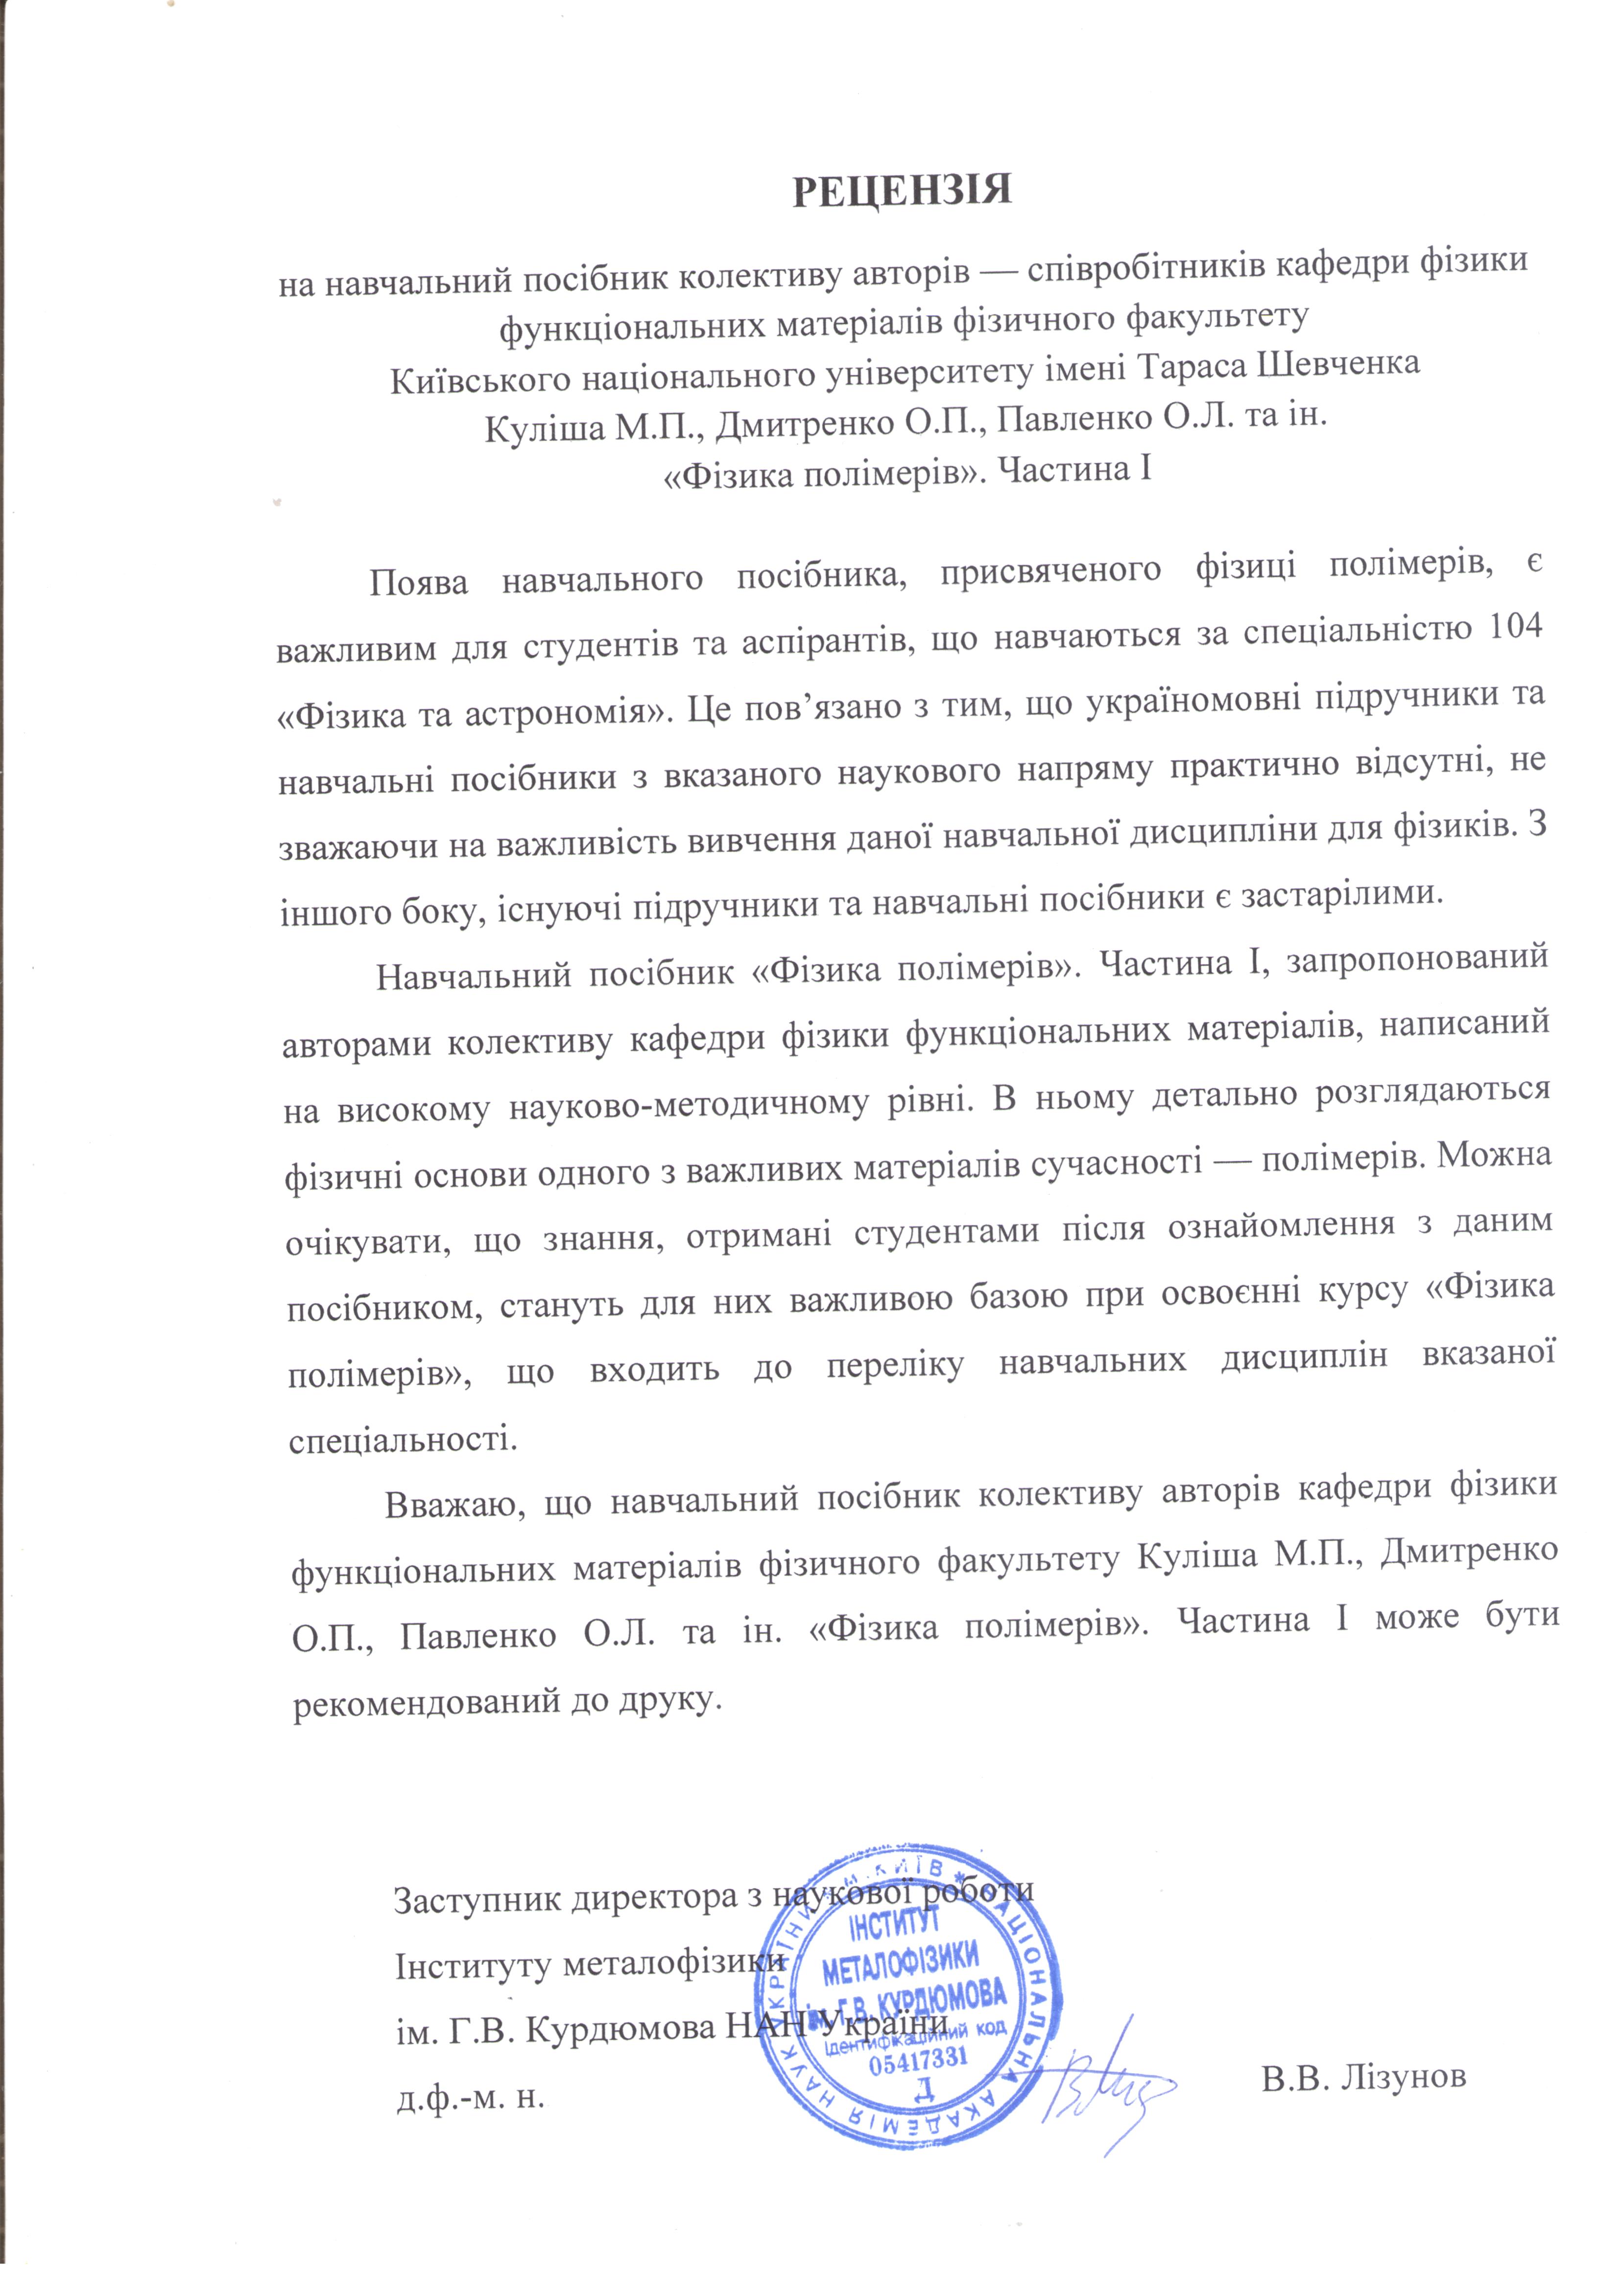 РЕЦЕНЗІЯ
на навчальний посібник колективу авторів — співробітників кафедри фізики
функціональних матеріалів фізичного факультету
Київського національного університету імені Тараса Шевченка
Куліша М.П., Дмитренко О.П., Павленко О.Л. та ін.
«Фізика полімерів». Частина І
Поява навчального посібника, присвяченого фізиці полімерів, є
важливим для студентів та аспірантів, що навчаються за спеціальністю 104
«Фізика та астрономія». Це пов’язано з тим, що україномовні підручники та
навчальні посібники з вказаного наукового напряму практично відсутні, не
зважаючи на важливість вивчення даної навчальної дисципліни для фізиків. З
іншого боку, існуючі підручники та навчальні посібники є застарілими.
Навчальний посібник «Фізика полімерів». Частина І, запропонований
авторами колективу кафедри фізики функціональних матеріалів, написаний
на високому науково-методичному рівні. В ньому детально розглядаються
фізичні основи одного з важливих матеріалів сучасності — полімерів. Можна
очікувати, що знання, отримані студентами після ознайомлення з даним
посібником, стануть для них важливою базою при освоєнні курсу «Фізика
полімерів», що входить до переліку навчальних дисциплін вказаної
спеціальності.
Вважаю, що навчальний посібник колективу авторів кафедри фізики
функціональних матеріалів фізичного факультету Куліша М.П., Дмитренко
О.П., Павленко О.Л. та ін. «Фізика полімерів». Частина І може бути
рекомендований до друку.
Заступник директора з наукової роботи
Інституту металофізики
ім. Г.В. Курдюмова НАН України
д.ф.-м. н.
В.В. Лізунов
* м.КИЇВ * НАЦІОНАЛЬНА АКАДЕМІЯ НАУК УКРАЇНИ
ІНСТИТУТ
МЕТАЛОФІЗИКИ
ім. Г.В. КУРДЮМОВА
Ідентифікаційний код
05417331
Д